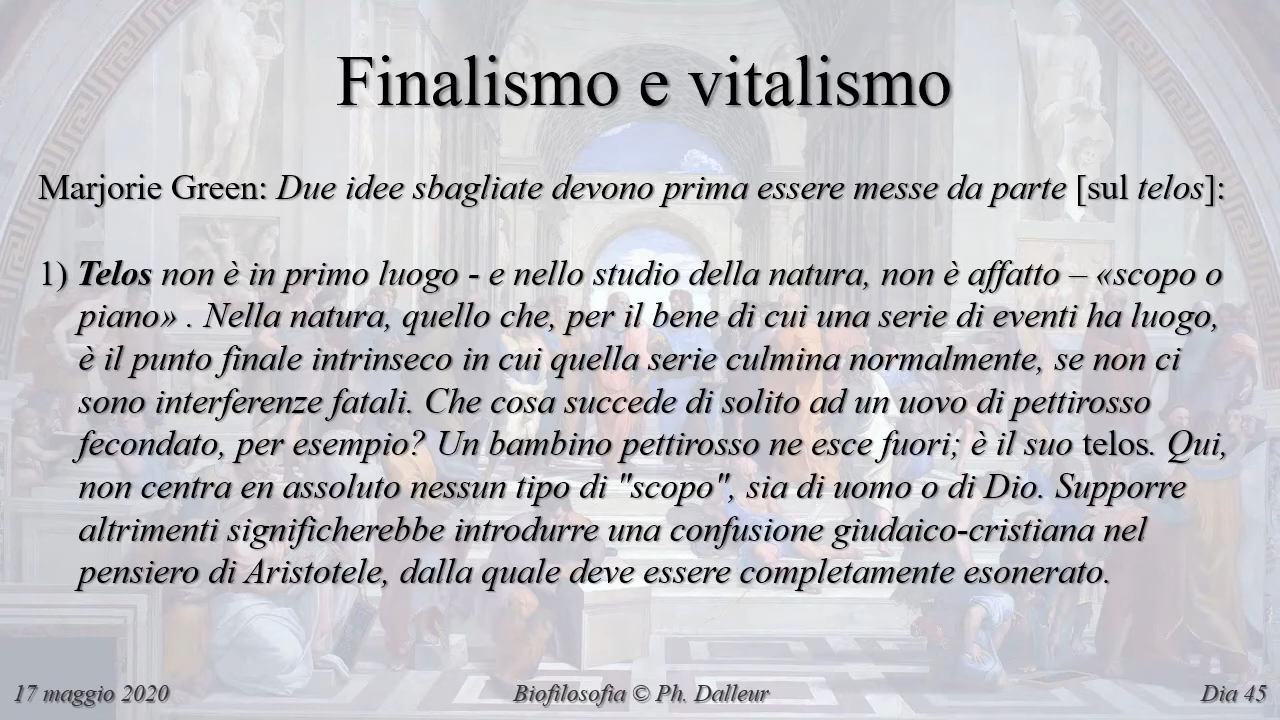 Finalismo e vitalismo
Marjorie Green: Due idee sbagliate devono prima essere messe da parte [sul telos]:
1) Telos non è in primo luogo - e nello studio della natura, non è affatto – «scopo o
piano» . Nella natura, quello che, per il bene di cui una serie di eventi ha luogo,
è il punto finale intrinseco in cui quella serie culmina normalmente, se non ci
sono interferenze fatali. Che cosa succede di solito ad un uovo di pettirosso
fecondato, per esempio? Un bambino pettirosso ne esce fuori; è il suo telos. Qui,
non centra en assoluto nessun tipo di "scopo", sia di uomo o di Dio. Supporre
altrimenti significherebbe introdurre una confusione giudaico-cristiana nel
pensiero di Aristotele, dalla quale deve essere completamente esonerato.
17 maggio 2020
Biofilosofia © Ph. Dalleur
Dia 45